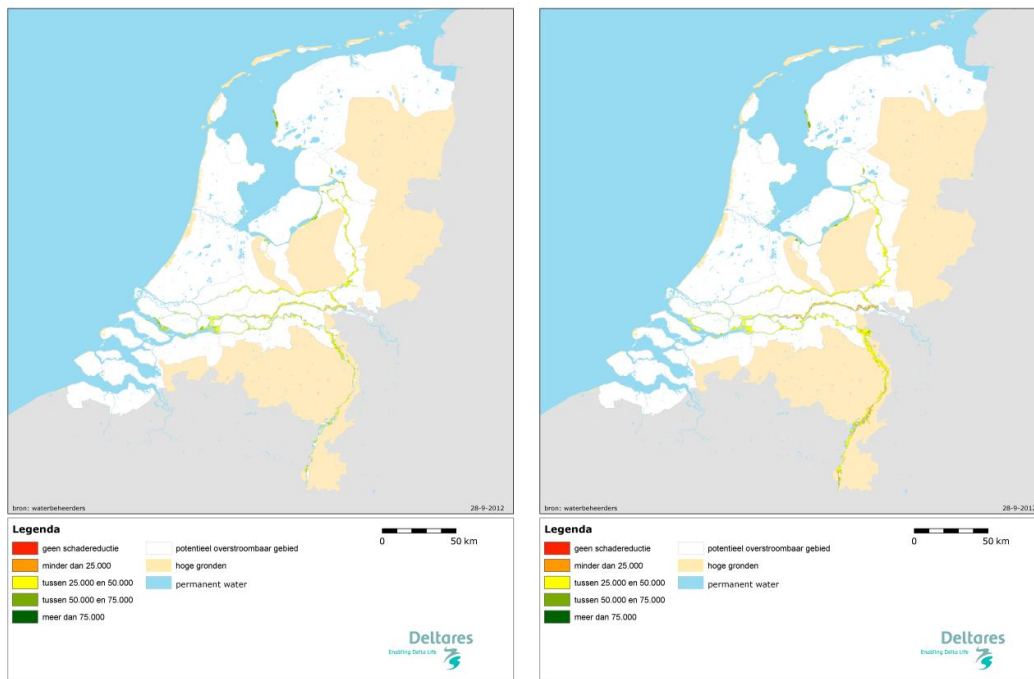 bron: waterbeheerders
28-9-2012
Legenda
geen schadereductie
minder dan 25.000
tussen 25.000 en 50.000
tussen 50.000 en 75.000
meer dan 75.000
potentieel overstroombaar gebied
hoge gronden
permanent water
0
50 km
Deltares
Enabling Delta Life
bron: waterbeheerders
28-9-2012
Legenda
geen schadereductie
minder dan 25.000
tussen 25.000 en 50.000
tussen 50.000 en 75.000
meer dan 75.000
potentieel overstroombaar gebied
hoge gronden
permanent water
0
50 km
Deltares
Enabling Delta Life